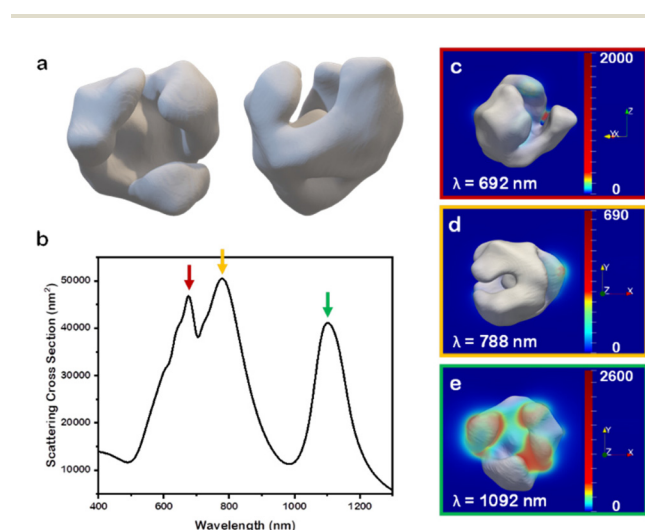 a
b
Scattering Cross Section (nm²)
50000
40000
30000
20000
10000
400 600 800 1000 1200
Wavelength (nm)
c
2000
Z
YX
0
λ = 692 nm
d
690
Y
Z X
0
λ = 788 nm
e
2600
Y
Z X
0
λ = 1092 nm